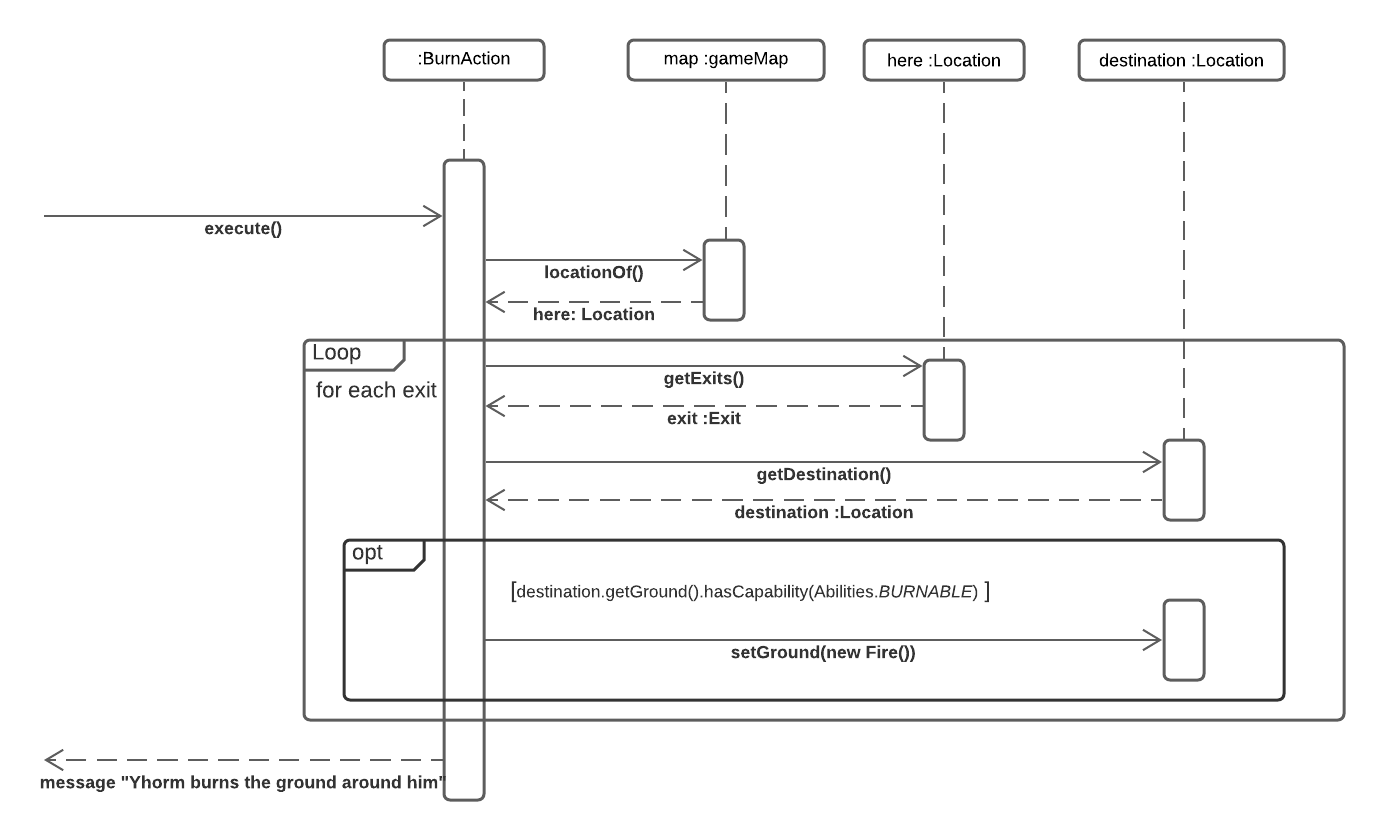 :BurnAction
map :gameMap
here :Location
destination :Location
execute()
locationOf()
here: Location
Loop
for each exit
getExits()
exit :Exit
getDestination()
destination :Location
opt
[destination.getGround().hasCapability(Abilities.BURNABLE) ]
setGround(new Fire())
message "Yhorm burns the ground around him"